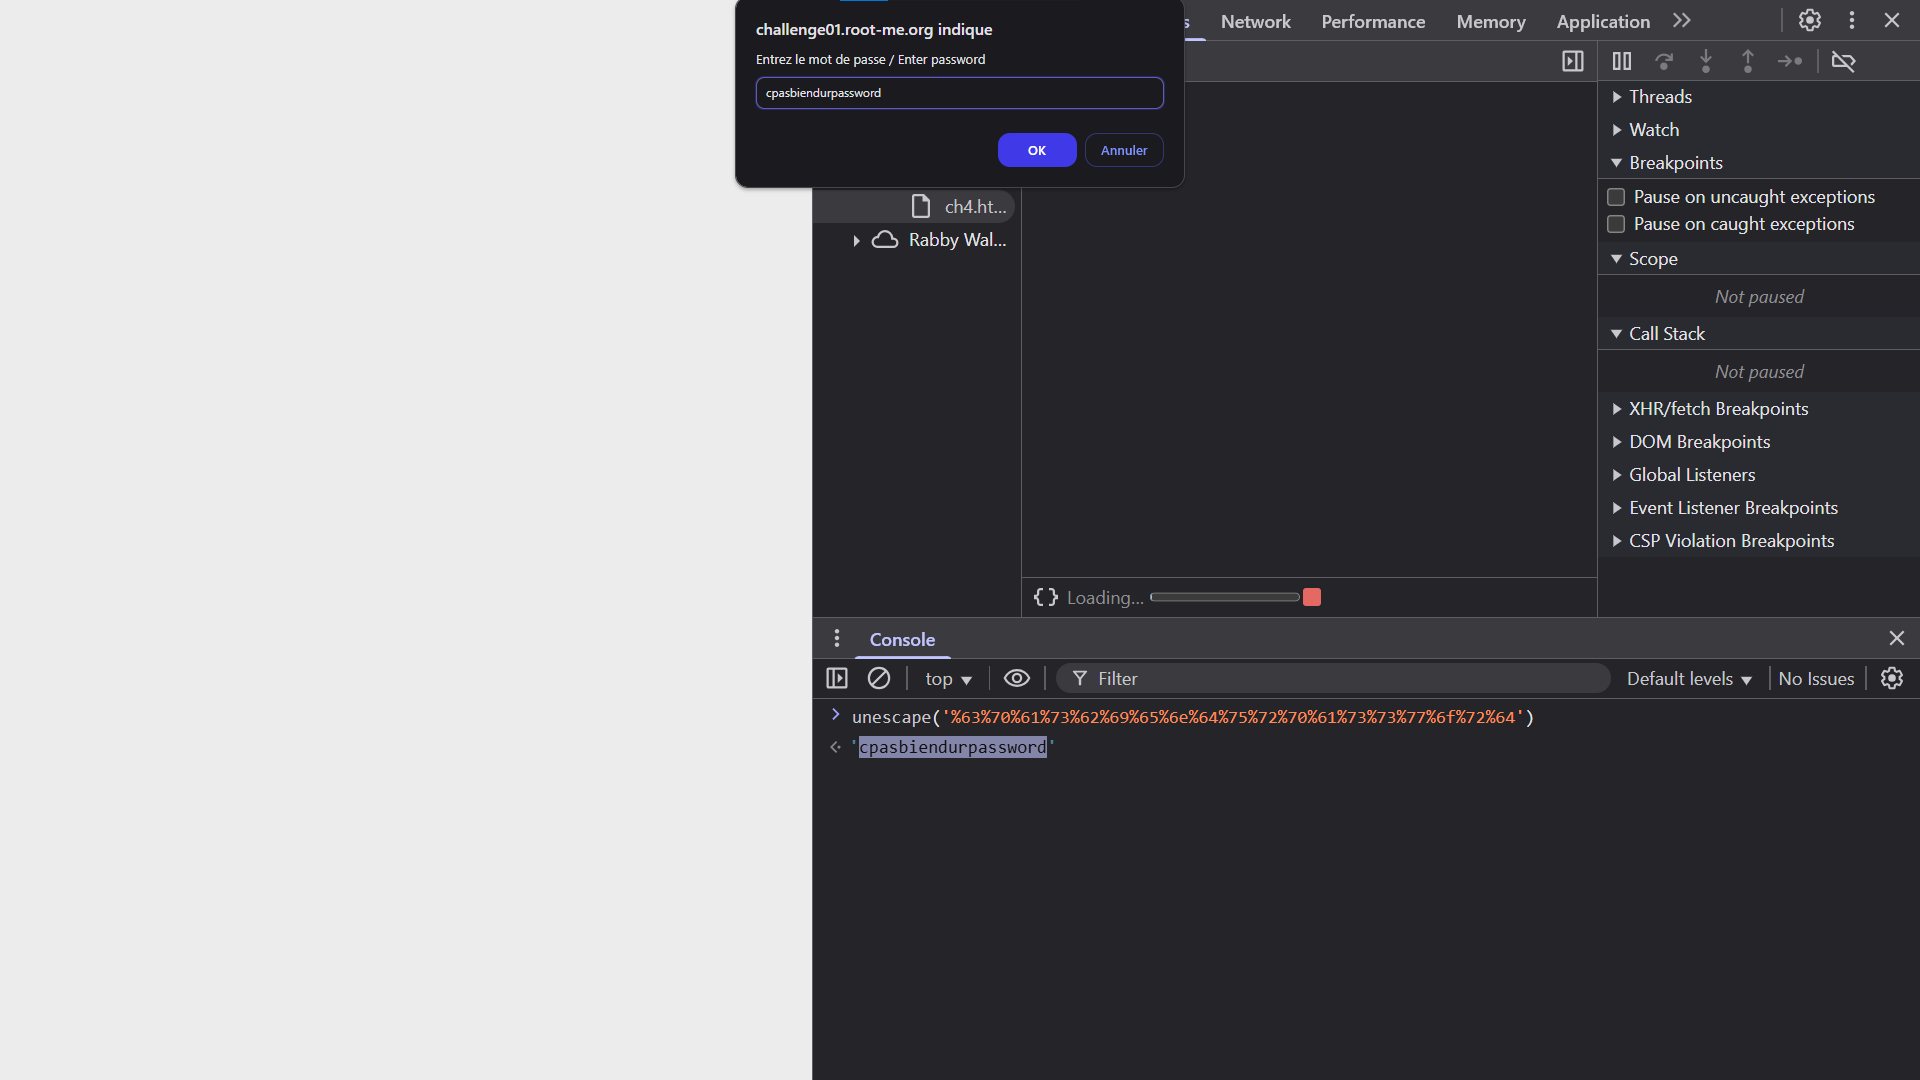 challenge01.root-me.org indique
Entrez le mot de passe / Enter password
cpasbiendurpassword
OK
Annuler
s Network Performance Memory Application
Threads
Watch
Breakpoints
Pause on uncaught exceptions
Pause on caught exceptions
Scope
Not paused
Call Stack
Not paused
XHR/fetch Breakpoints
DOM Breakpoints
Global Listeners
Event Listener Breakpoints
CSP Violation Breakpoints
ch4.ht...
Rabby Wal...
{} Loading...
Console
top
Filter
Default levels
No Issues
unescape('%63%70%61%73%62%69%65%6e%64%75%72%70%61%73%73%77%6f%72%64')
'cpasbiendurpassword'